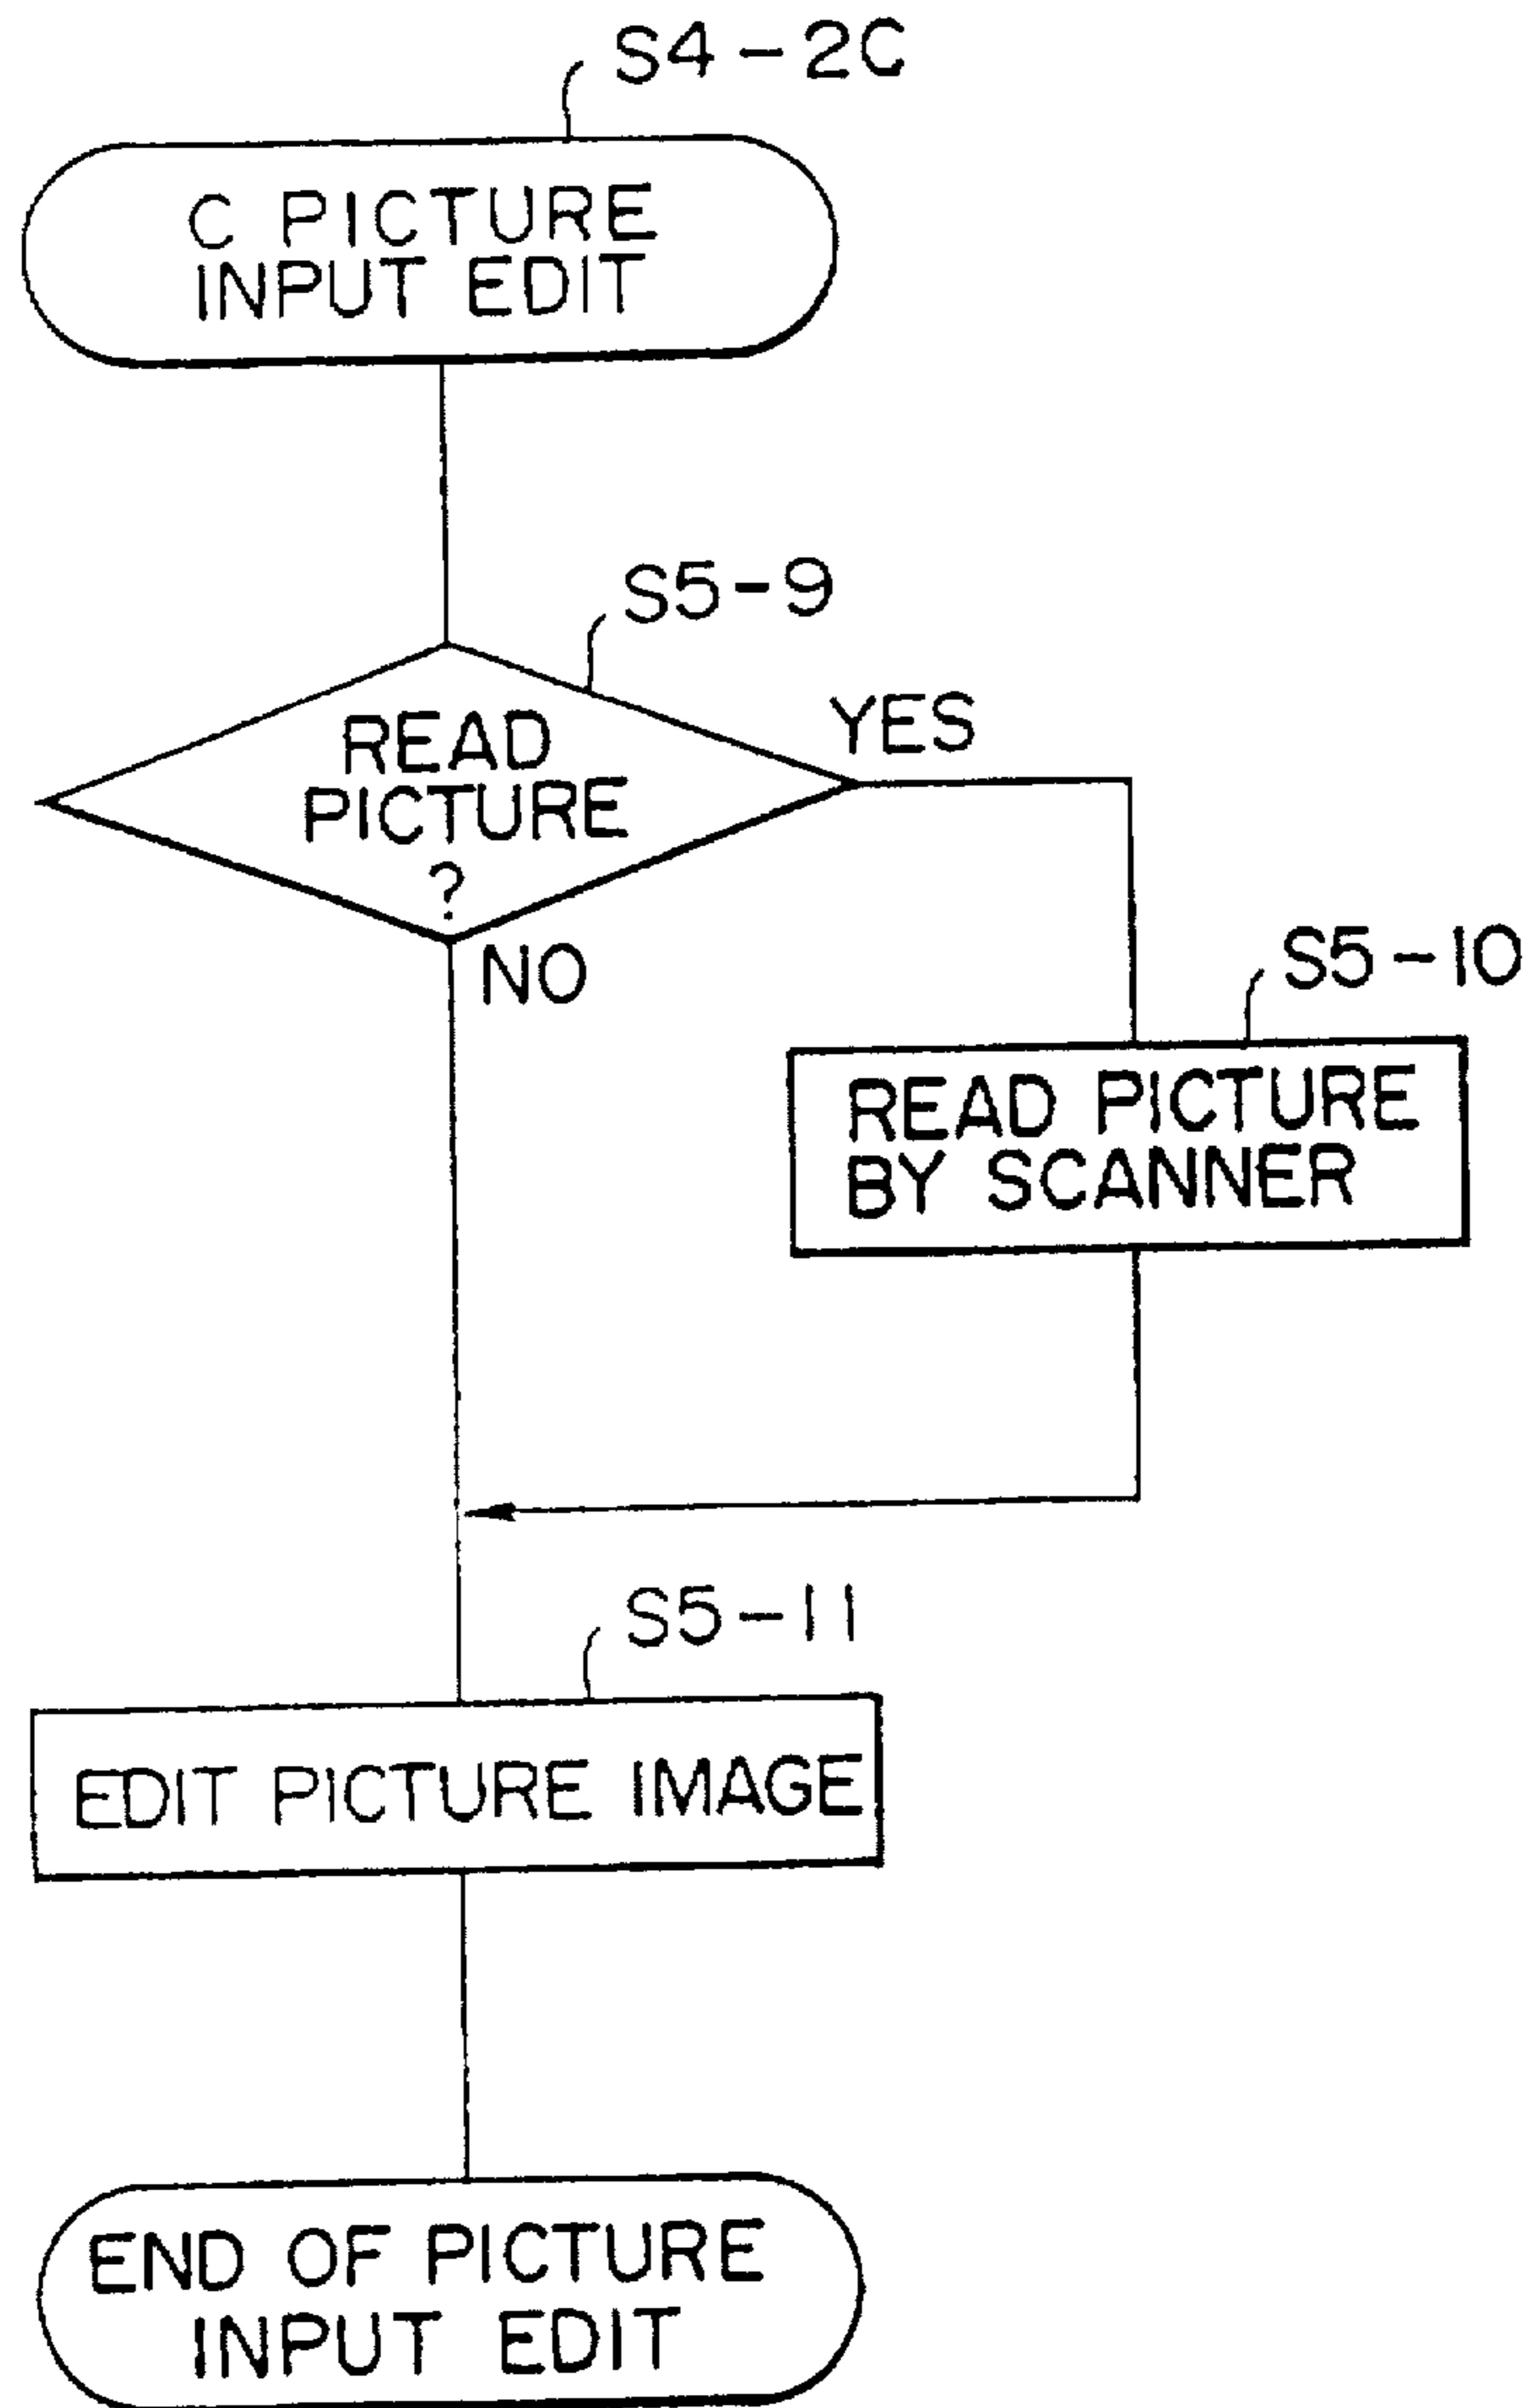 S4-2C
C PICTURE
INPUT EDIT
S5-9
READ
PICTURE
?
YES
NO
S5-10
READ PICTURE
BY SCANNER
S5-11
EDIT PICTURE IMAGE
END OF PICTURE
INPUT EDIT